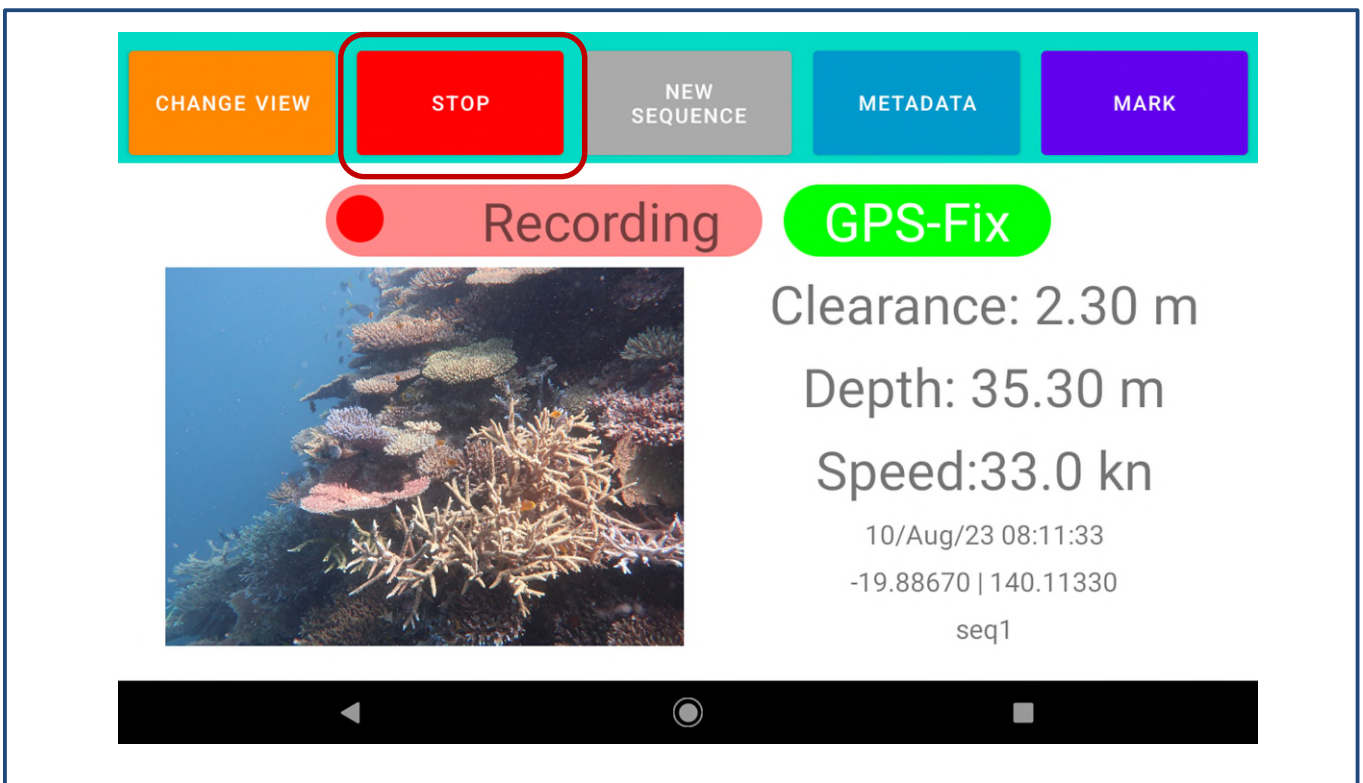 CHANGE VIEW
STOP
NEW
SEQUENCE
METADATA
MARK
Recording
GPS-Fix
Clearance: 2.30 m
Depth: 35.30 m
Speed:33.0 kn
10/Aug/23 08:11:33
-19.88670 | 140.11330
seq1